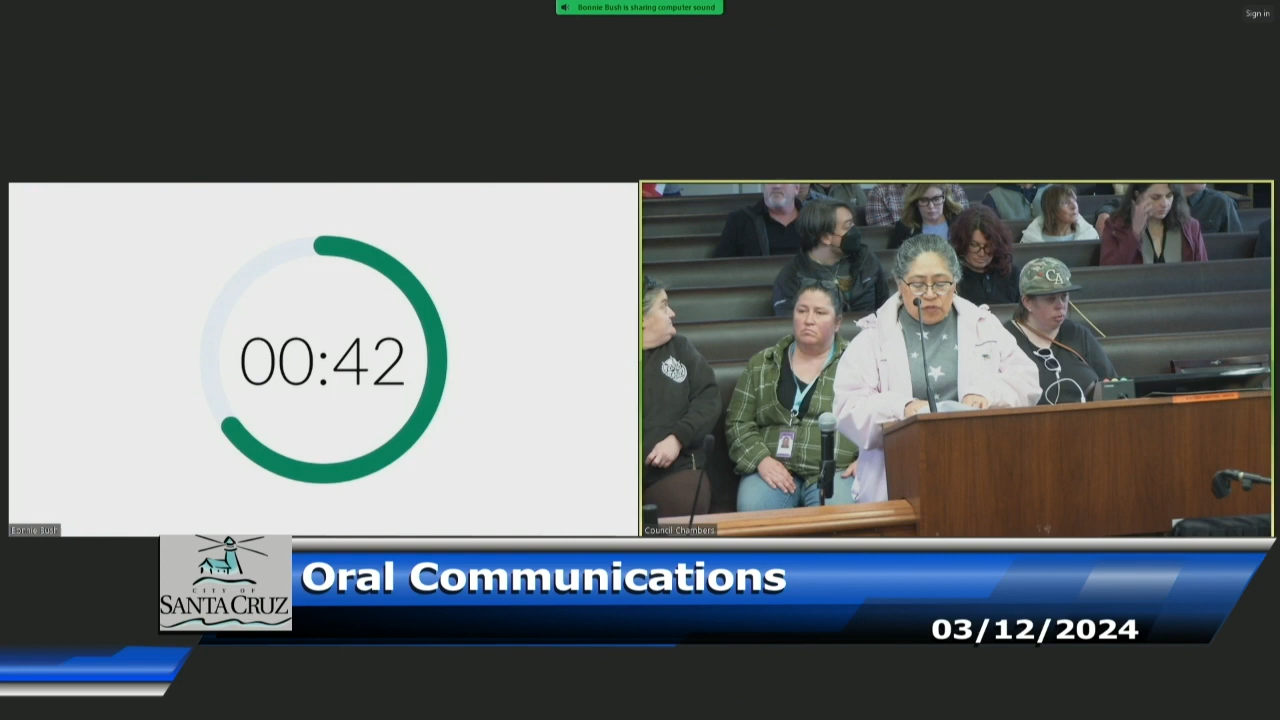 Bonnie Bush is sharing computer sound
Sign in
00:42
CA
Bonnie Bush
Council Chambers
CITY OF
SANTA CRUZ
Oral Communications
03/12/2024